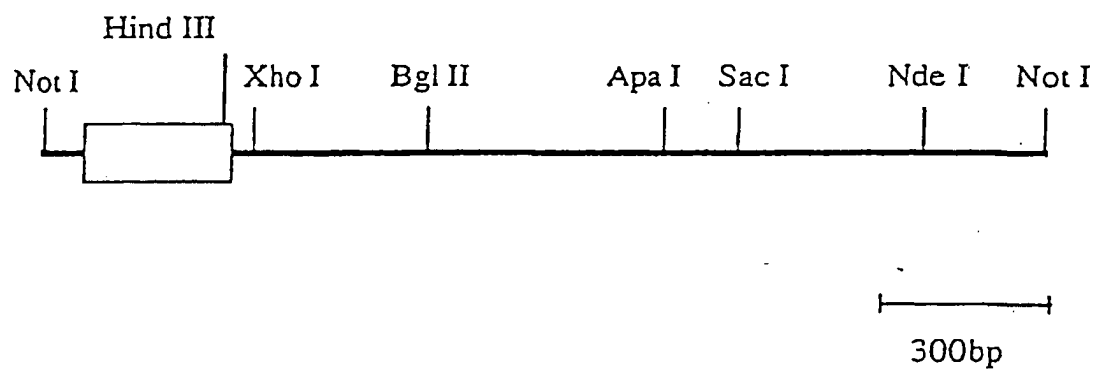 Hind III
Not I Xho I Bgl II Apa I Sac I Nde I Not I
300bp